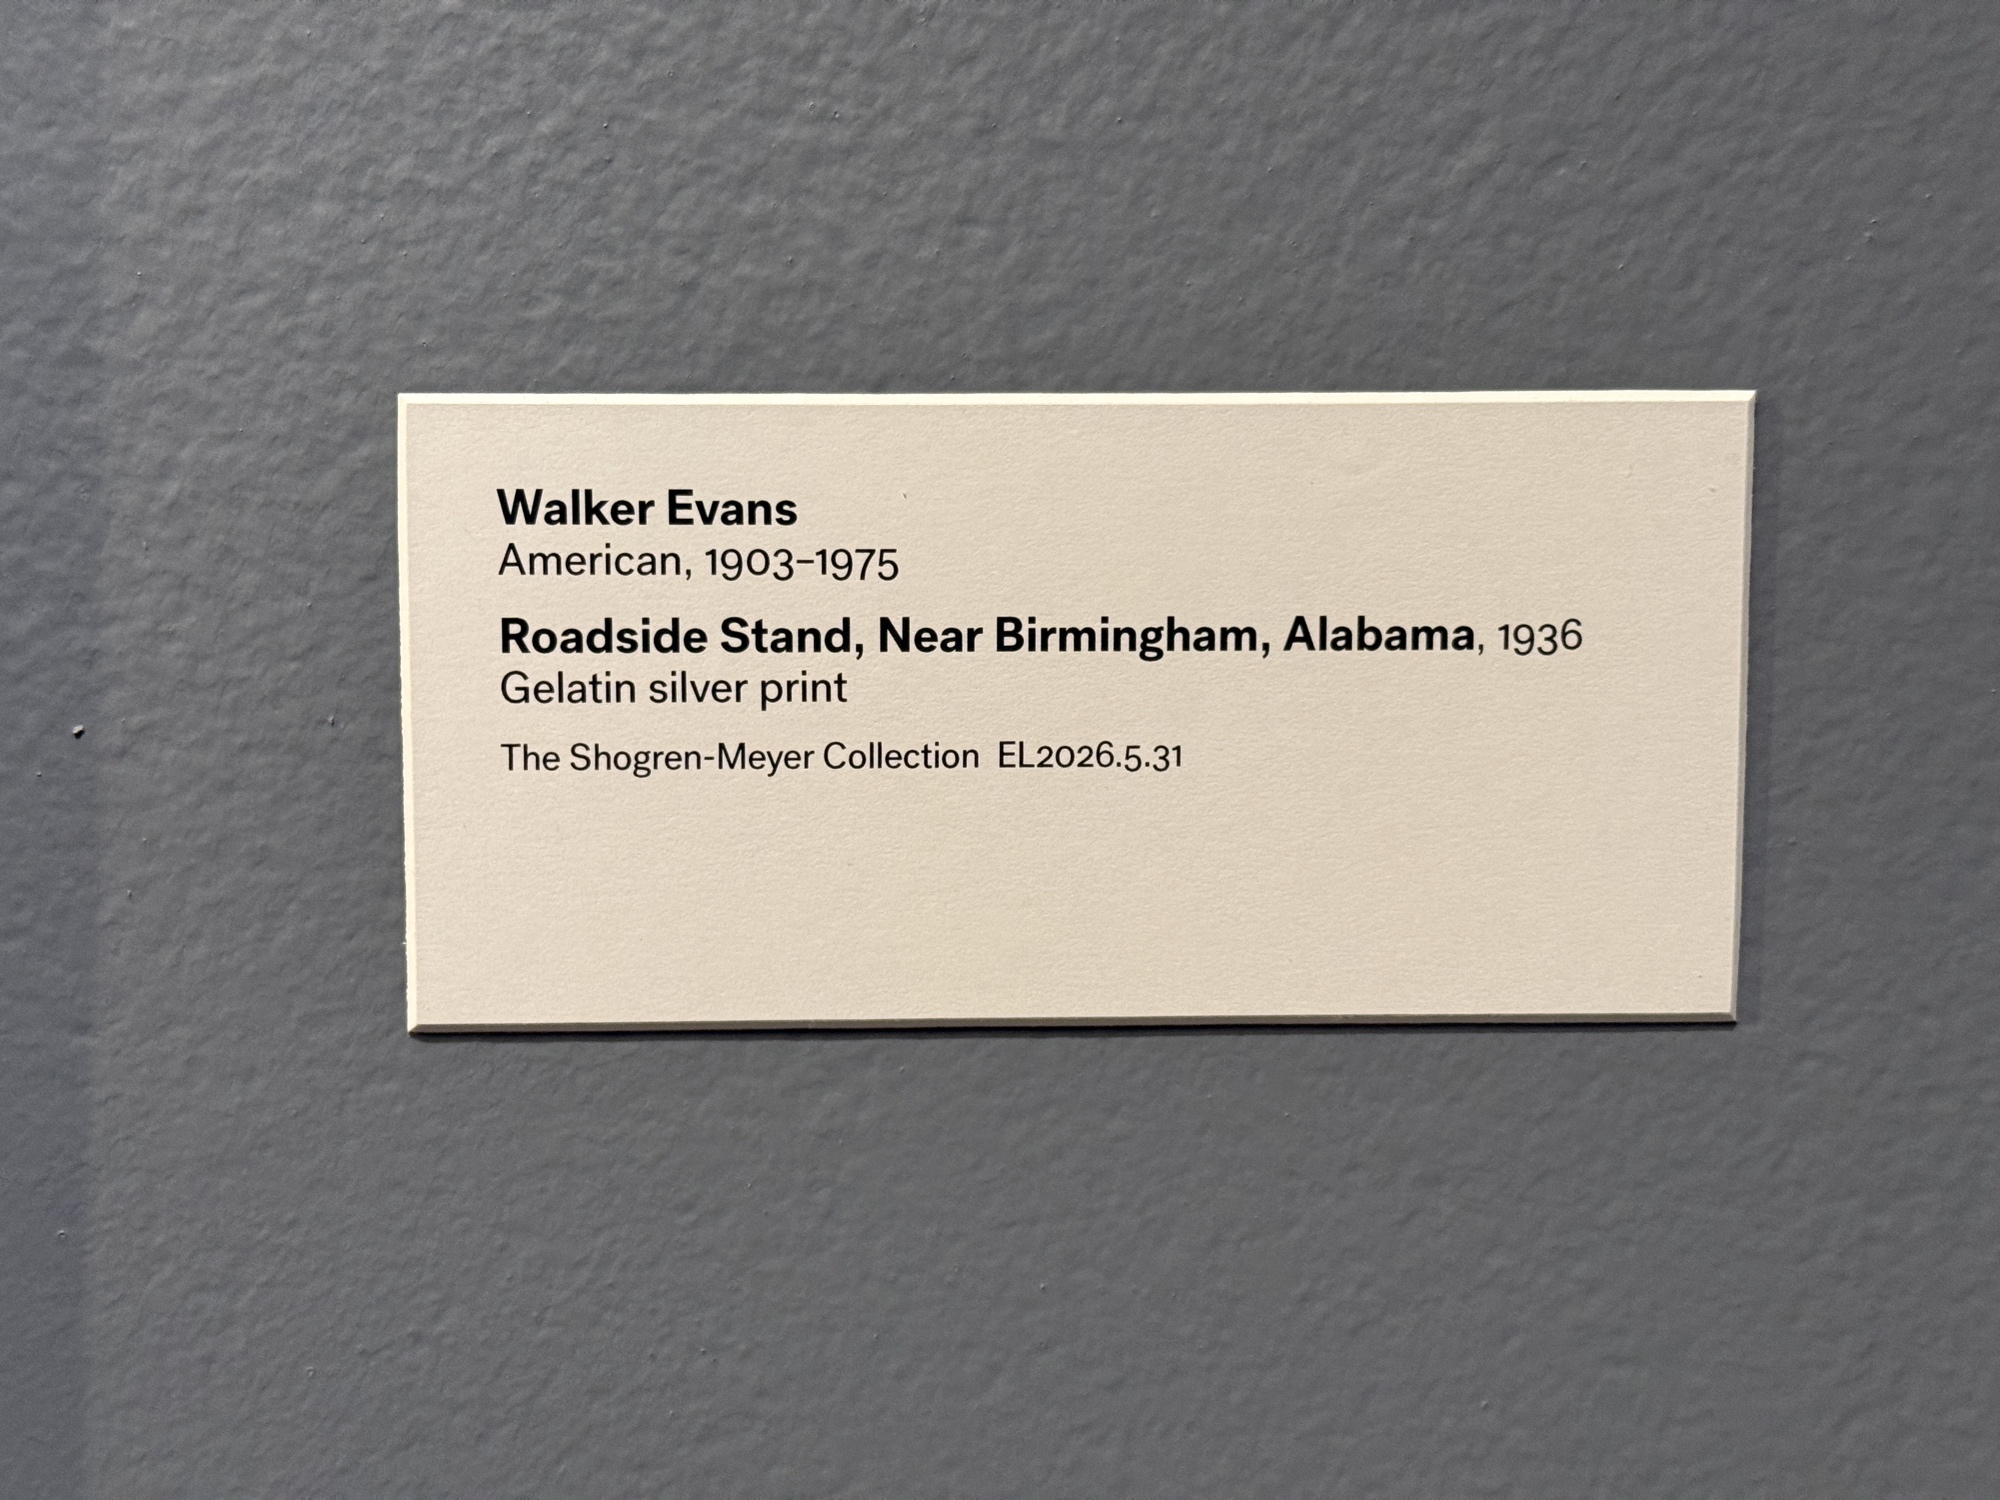 Walker Evans
American, 1903–1975
Roadside Stand, Near Birmingham, Alabama, 1936
Gelatin silver print
The Shogren-Meyer Collection EL2026.5.31